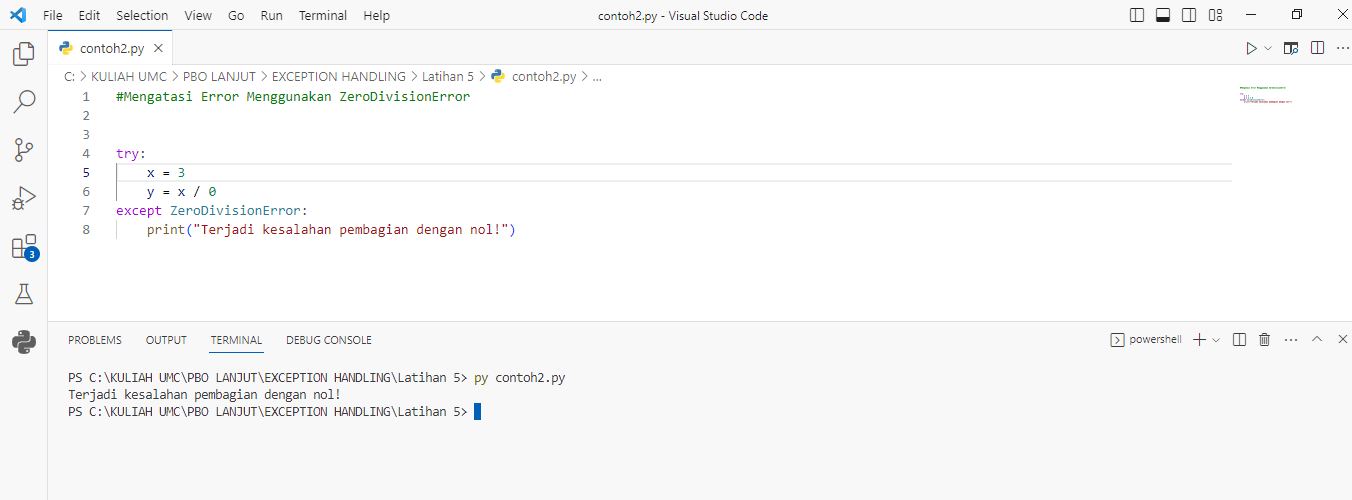 File Edit Selection View Go Run Terminal Help contoh2.py - Visual Studio Code
contoh2.py
C: > KULIAH UMC > PBO LANJUT > EXCEPTION HANDLING > Latihan 5 > contoh2.py > ...
1 #Mengatasi Error Menggunakan ZeroDivisionError
2
3
4 try:
5 x = 3
6 y = x / 0
7 except ZeroDivisionError:
8 print("Terjadi kesalahan pembagian dengan nol!")
3
PROBLEMS OUTPUT TERMINAL DEBUG CONSOLE powershell
PS C:\KULIAH UMC\PBO LANJUT\EXCEPTION HANDLING\Latihan 5> py contoh2.py
Terjadi kesalahan pembagian dengan nol!
PS C:\KULIAH UMC\PBO LANJUT\EXCEPTION HANDLING\Latihan 5>